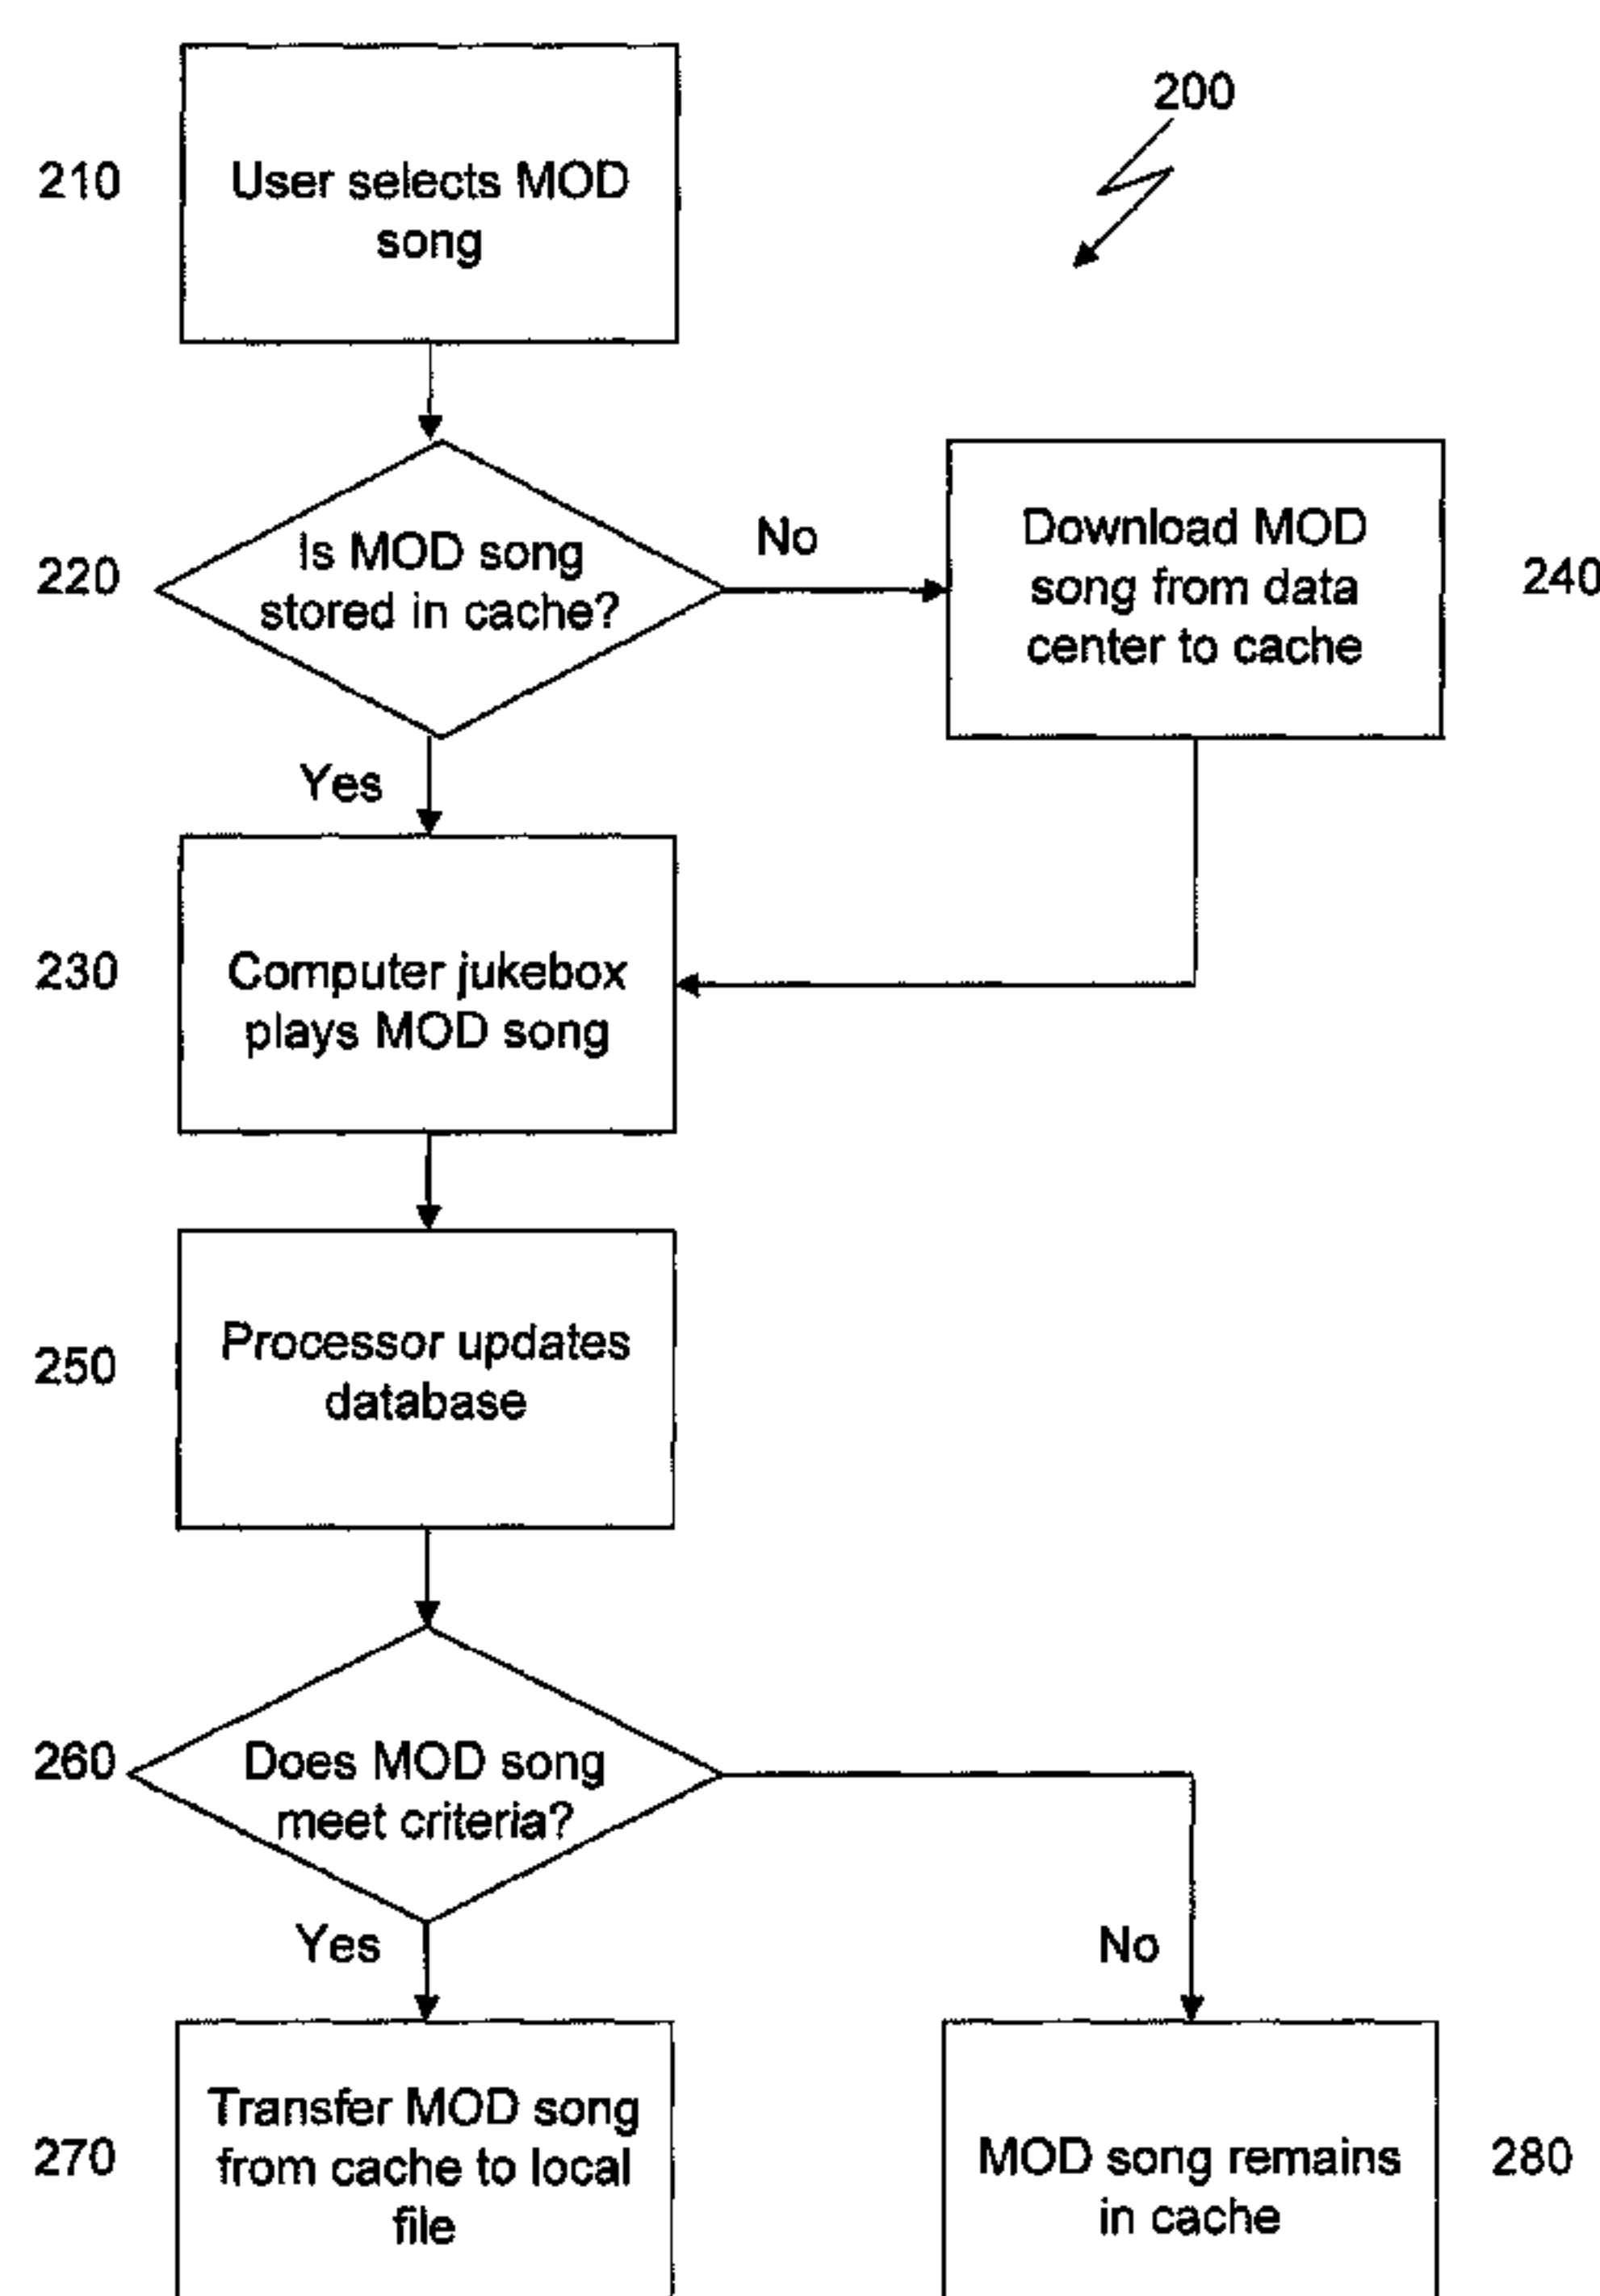 200
210
User selects MOD
song
220
Is MOD song
stored in cache?
No
Download MOD
song from data
center to cache
240
Yes
230
Computer jukebox
plays MOD song
250
Processor updates
database
260
Does MOD song
meet criteria?
Yes
No
270
Transfer MOD song
from cache to local
file
MOD song remains
in cache
280